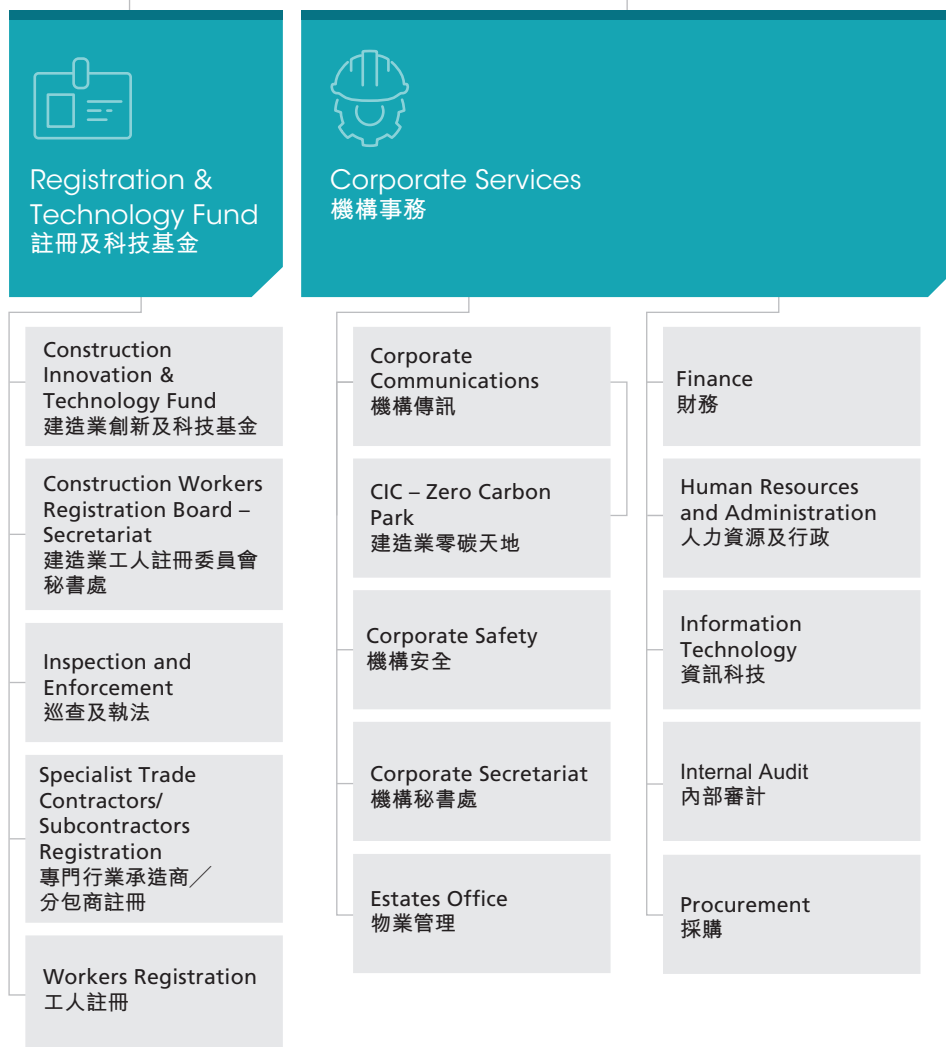 Registration &
Technology Fund
註冊及科技基金
Construction
Innovation &
Technology Fund
建造業創新及科技基金
Construction Workers
Registration Board –
Secretariat
建造業工人註冊委員會
秘書處
Inspection and
Enforcement
巡查及執法
Specialist Trade
Contractors/
Subcontractors
Registration
專門行業承造商／
分包商註冊
Workers Registration
工人註冊
Corporate Services
機構事務
Corporate
Communications
機構傳訊
CIC – Zero Carbon
Park
建造業零碳天地
Corporate Safety
機構安全
Corporate Secretariat
機構秘書處
Estates Office
物業管理
Finance
財務
Human Resources
and Administration
人力資源及行政
Information
Technology
資訊科技
Internal Audit
內部審計
Procurement
採購